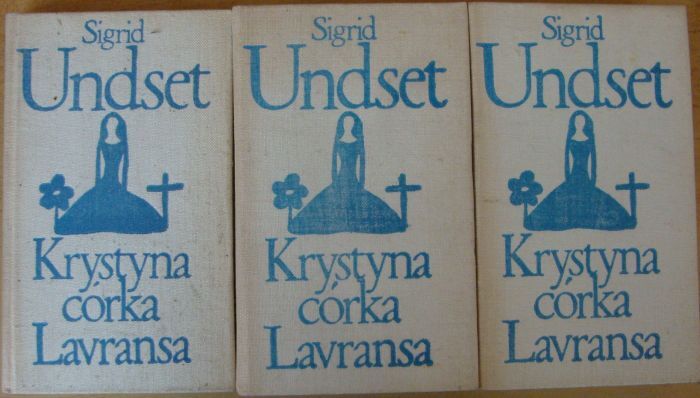 Sigrid
Undset
Krystyna
córka
Lavransa
Sigrid
Undset
Krystyna
córka
Lavransa
Sigrid
Undset
Krystyna
córka
Lavransa